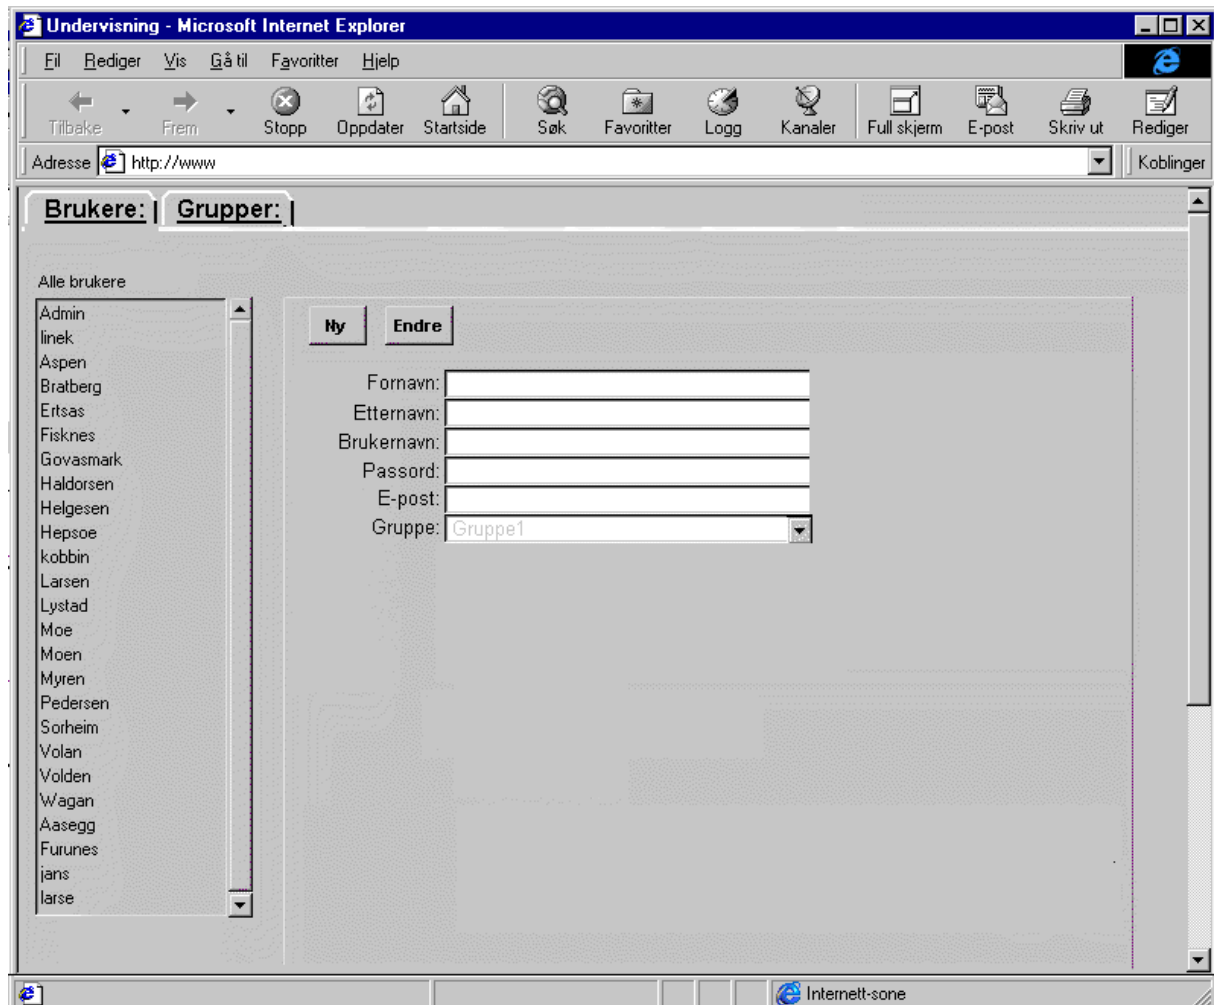 Undervisning - Microsoft Internet Explorer
Fil Rediger Vis Gå til Favoritter Hjelp
Tilbake Frem Stopp Oppdater Startside Søk Favoritter Logg Kanaler Full skjerm E-post Skriv ut Rediger
Adresse http://www Koblinger
Brukere: Grupper:
Alle brukere
Admin
linek
Aspen
Bratberg
Ertsas
Fisknes
Govasmark
Haldorsen
Helgesen
Hepsoe
kobbin
Larsen
Lystad
Moe
Moen
Myren
Pedersen
Sorheim
Volan
Volden
Wagan
Aasegg
Furunes
jans
larse
Ny Endre
Fornavn:
Etternavn:
Brukernavn:
Passord:
E-post:
Gruppe: Gruppe1
Internett-sone